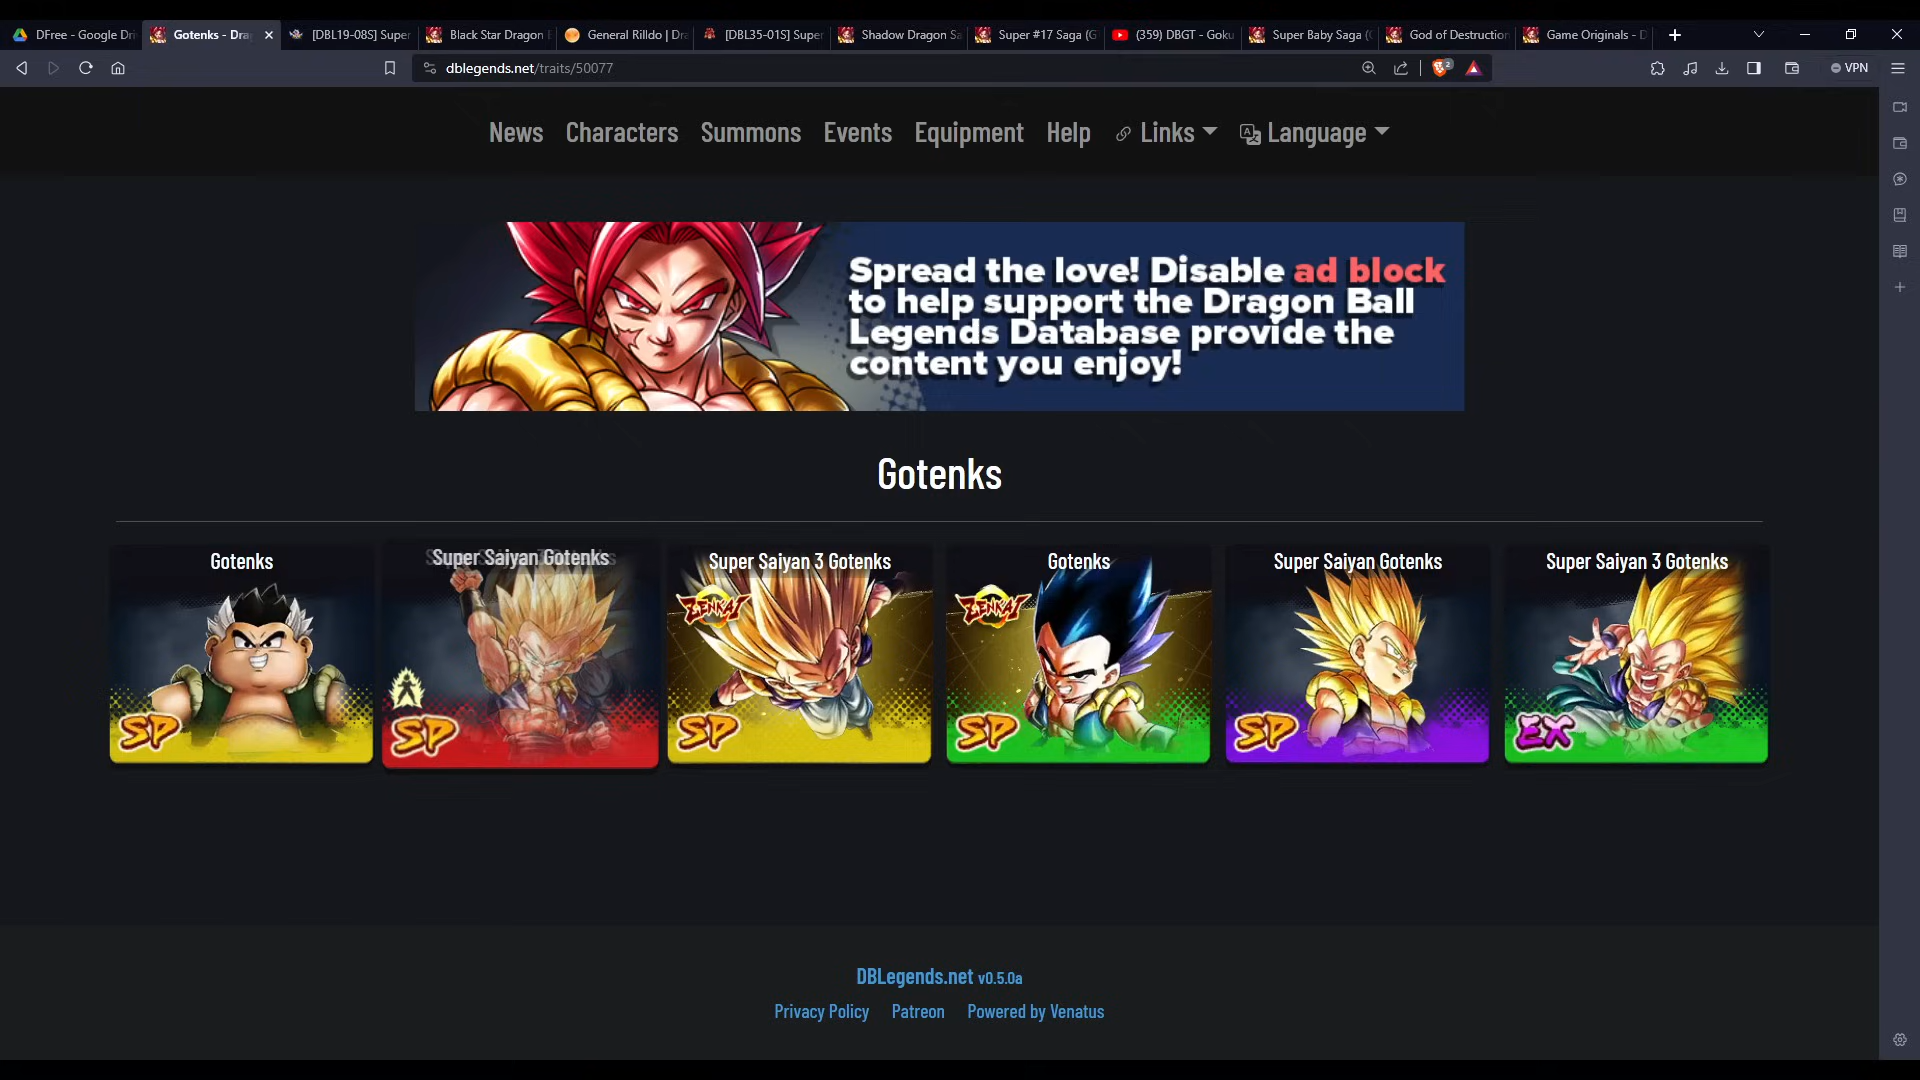 DFree - Google Dri
Gotenks - Dra
[DBL19-08S] Super
Black Star Dragon
General Rilldo | Dra
[DBL35-01S] Super
Shadow Dragon Sa
Super #17 Saga (G
(359) DBGT - Goku
Super Baby Saga (
God of Destruction
Game Originals - D
dblegends.net/traits/50077
2
VPN
News
Characters
Summons
Events
Equipment
Help
Links
Language
Spread the love! Disable ad block
to help support the Dragon Ball
Legends Database provide the
content you enjoy!
Gotenks
Gotenks
Super Saiyan Gotenks
Super Saiyan 3 Gotenks
Gotenks
Super Saiyan Gotenks
Super Saiyan 3 Gotenks
ZENKAI
ZENKAI
SP
SP
SP
SP
SP
EX
DBLegends.net v0.5.0a
Privacy Policy
Patreon
Powered by Venatus